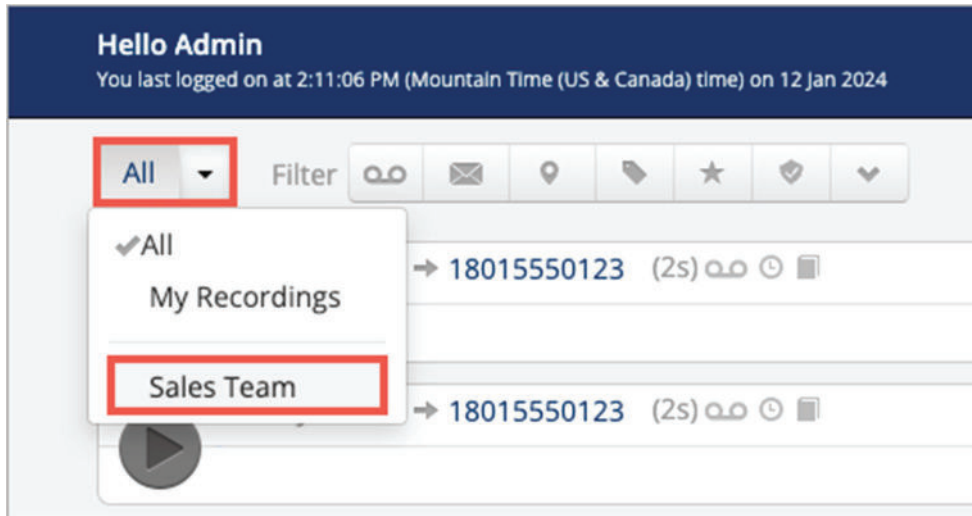 Hello Admin
You last logged on at 2:11:06 PM (Mountain Time (US & Canada) time) on 12 Jan 2024
All Filter
All
18015550123 (2s)
My Recordings
Sales Team
18015550123 (2s)